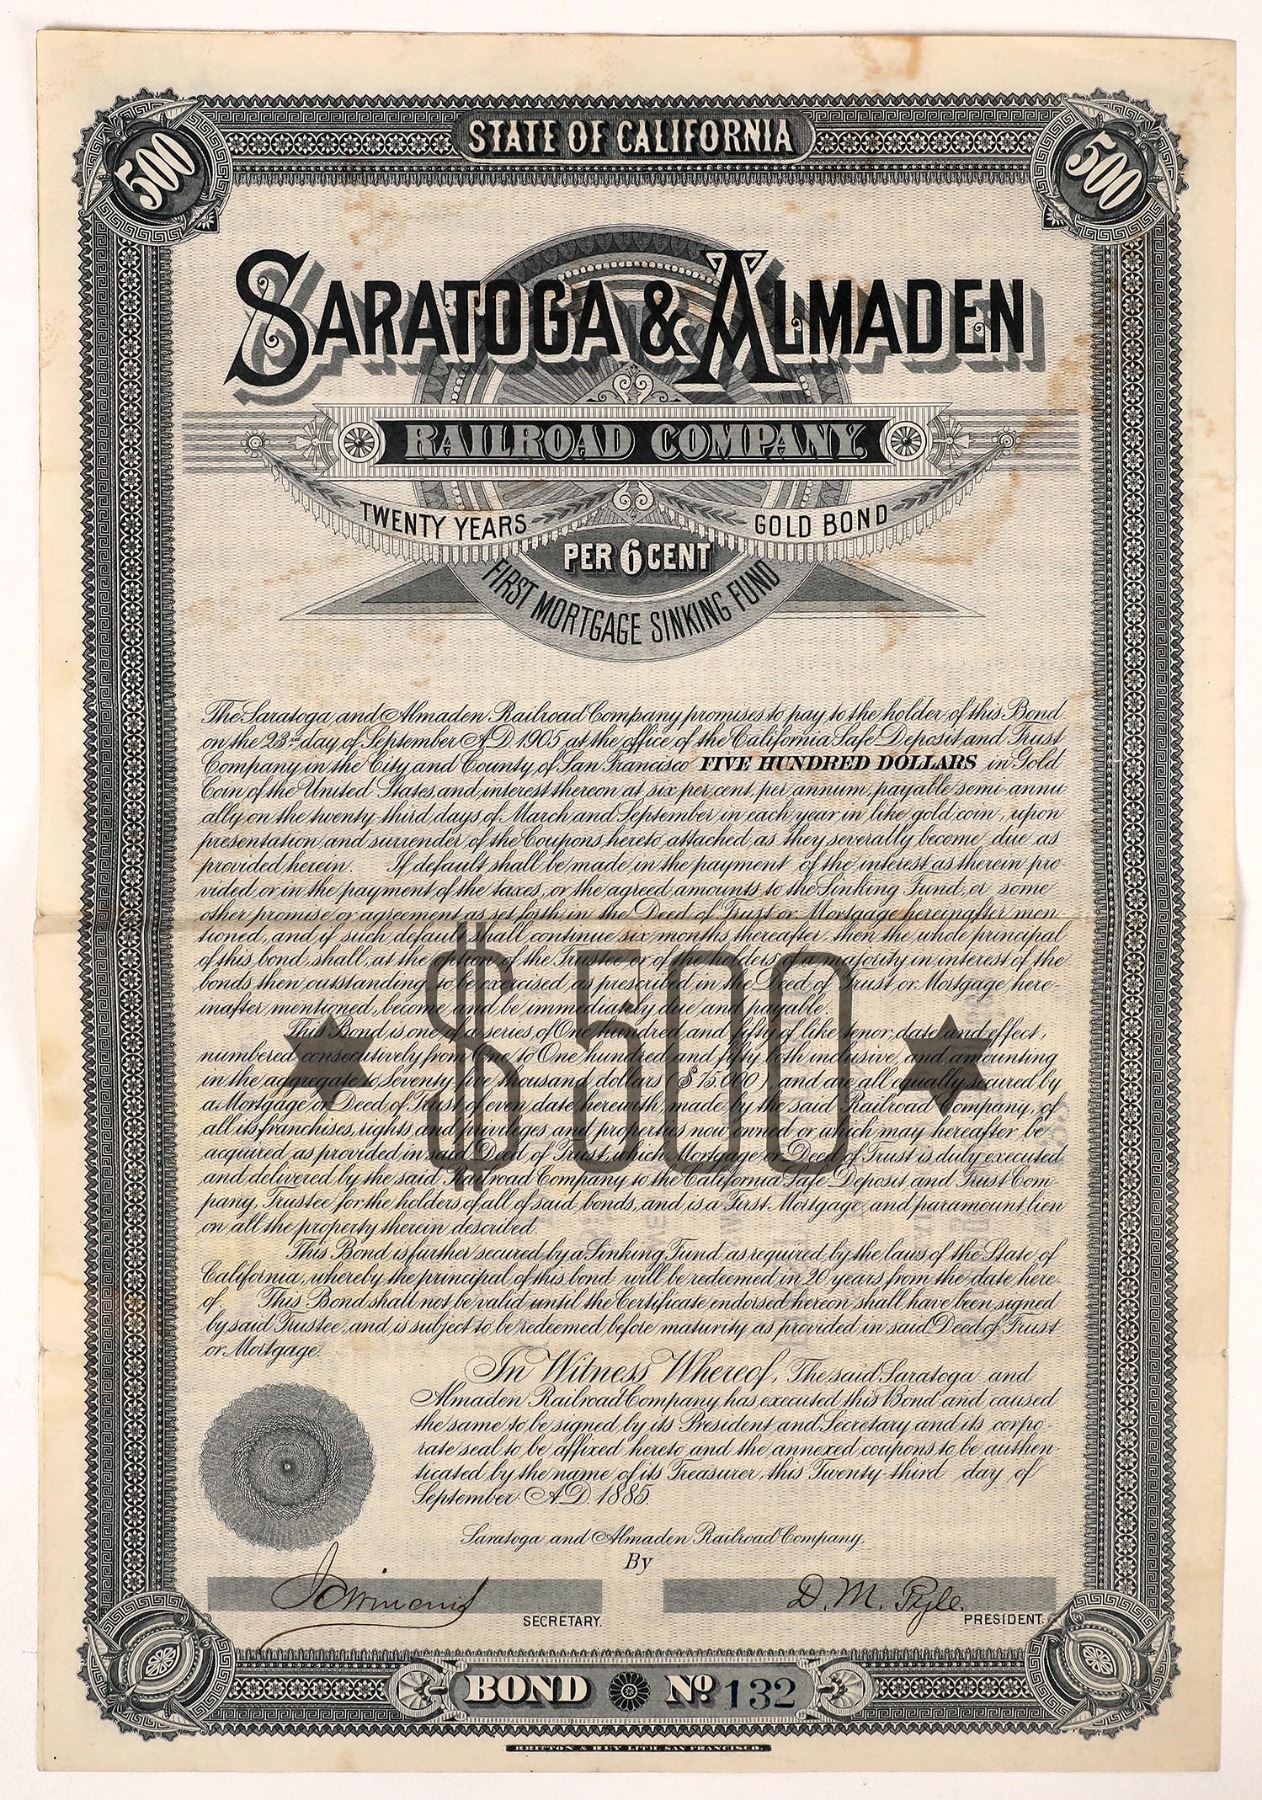 STATE OF CALIFORNIA
500
500
SARATOGA & ALMADEN
RAILROAD COMPANY.
TWENTY YEARS GOLD BOND
PER 6 CENT
FIRST MORTGAGE SINKING FUND
The Saratoga and Almaden Railroad Company promises to pay to the holder of this Bond
on the 23rd day of September A.D. 1905 at the office of the California Safe Deposit and Trust
Company in the City and County of San Francisco FIVE HUNDRED DOLLARS in Gold
Coin of the United States, and interest thereon at six per cent, per annum, payable semi-annu
ally on the twenty third days of March and September in each year in like gold coin, upon
presentation and surrender of the Coupons hereto attached, as they severally become due as
provided herein. If default shall be made in the payment of the interest as therein pro
vided or in the payment of the taxes, or the agreed amounts to the Sinking Fund, or some
other promise or agreement as set forth in the Deed of Trust or Mortgage hereinafter men
tioned, and if such default shall continue six months thereafter, then the whole principal
of this bond, shall, at the option of the Trustee or of the holders of a majority in interest of the
bonds then outstanding to be exercised as prescribed in the Deed of Trust or Mortgage here-
inafter mentioned, become and be immediately due and payable.
This Bond is one of a series of One hundred and fifty of like tenor, date and effect,
numbered consecutively from One to One hundred and fifty both inclusive, and amounting
in the aggregate to Seventy five thousand dollars ($75.000), and are all equally secured by
a Mortgage or Deed of Trust of even date herewith, made by the said Railroad Company, of
all its franchises, rights and privileges and properties now owned or which may hereafter be
acquired as provided in said Deed of Trust, which Mortgage or Deed of Trust is duly executed
and delivered by the said Railroad Company to the California Safe Deposit and Trust Com-
pany, Trustee for the holders of all of said bonds, and is a First Mortgage and paramount lien
on all the property therein described.
This Bond is further secured by a Sinking Fund as required by the laws of the State of
California, whereby the principal of this bond will be redeemed in 20 years from the date here-
of. This Bond shall not be valid until the Certificate endorsed hereon shall have been signed
by said Trustee, and is subject to be redeemed before maturity as provided in said Deed of Trust
or Mortgage.
$500
In Witness Whereof, The said Saratoga and
Almaden Railroad Company has executed this Bond and caused
the same to be signed by its President and Secretary and its corpo-
rate seal to be affixed hereto and the annexed coupons to be authen-
ticated by the name of its Treasurer, this Twenty-third day of
September A.D. 1885.
Saratoga and Almaden Railroad Company.
By
SECRETARY.
D. M. Pyle.
PRESIDENT.
BOND No 132
BRITTON & REY LITH. SAN FRANCISCO.